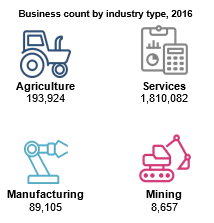 Business count by industry type, 2016
Agriculture
193,924
Services
1,810,082
Manufacturing
89,105
Mining
8,657